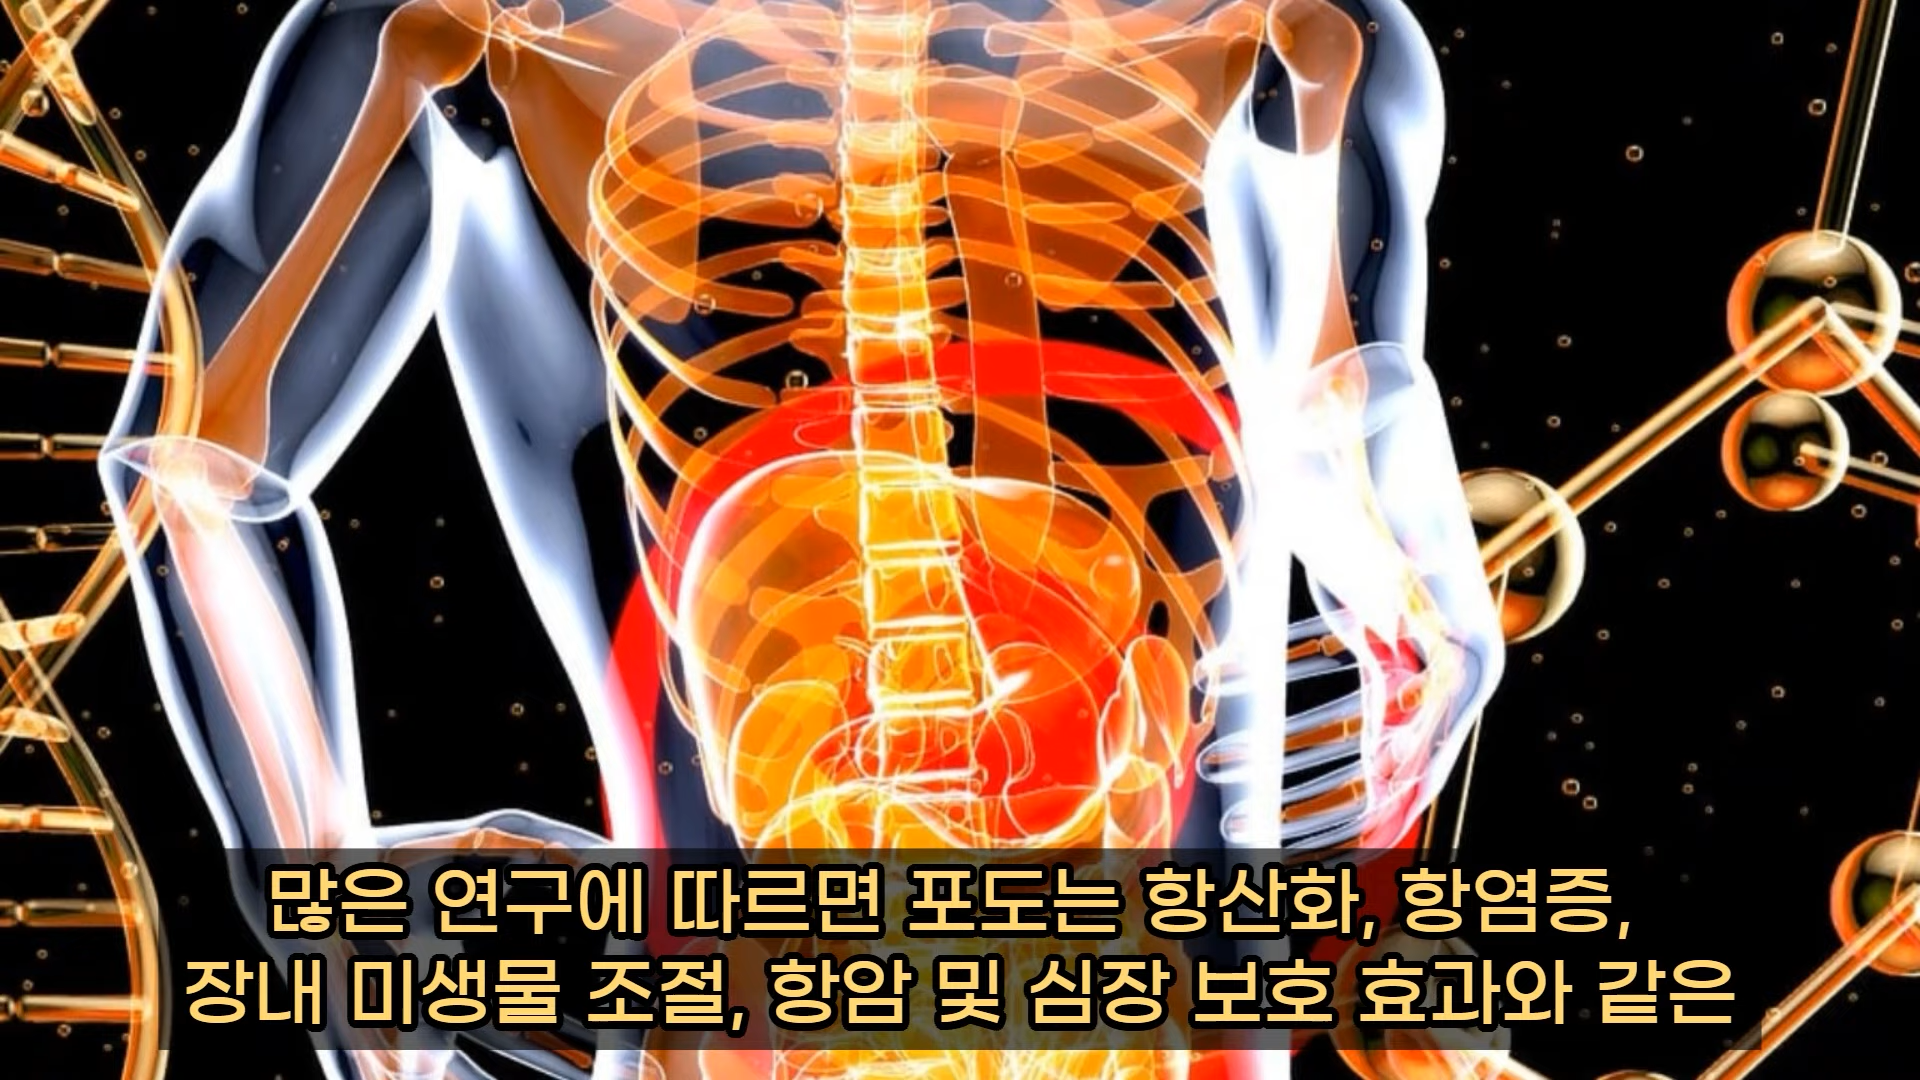 많은 연구에 따르면 포도는 항산화, 항염증,
장내 미생물 조절, 항암 및 심장 보호 효과와 같은